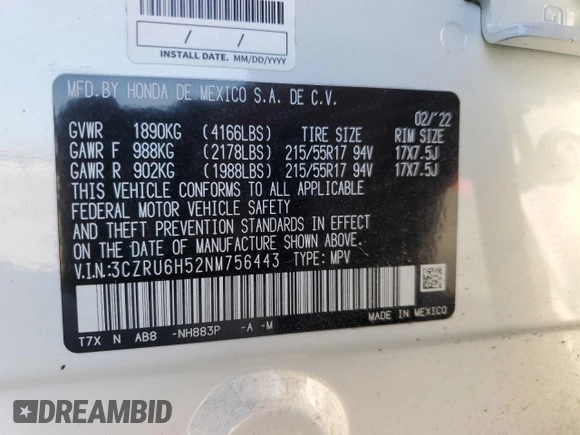 / /
INSTALL DATE. MM/DD/YYYY
MFD.BY HONDA DE MEXICO S.A. DE C.V.
02/'22
GVWR 1890KG (4166LBS) TIRE SIZE RIM SIZE
GAWR F 988KG (2178LBS) 215/55R17 94V 17X7.5J
GAWR R 902KG (1988LBS) 215/55R17 94V 17X7.5J
THIS VEHICLE CONFORMS TO ALL APPLICABLE
FEDERAL MOTOR VEHICLE SAFETY
AND THEFT PREVENTION STANDARDS IN EFFECT
ON THE DATE OF MANUFACTURE SHOWN ABOVE.
V.I.N.:3CZRU6H52NM756443 TYPE: MPV
T7X N AB8 -NH883P -A -M
MADE IN MEXICO
DREAMBID